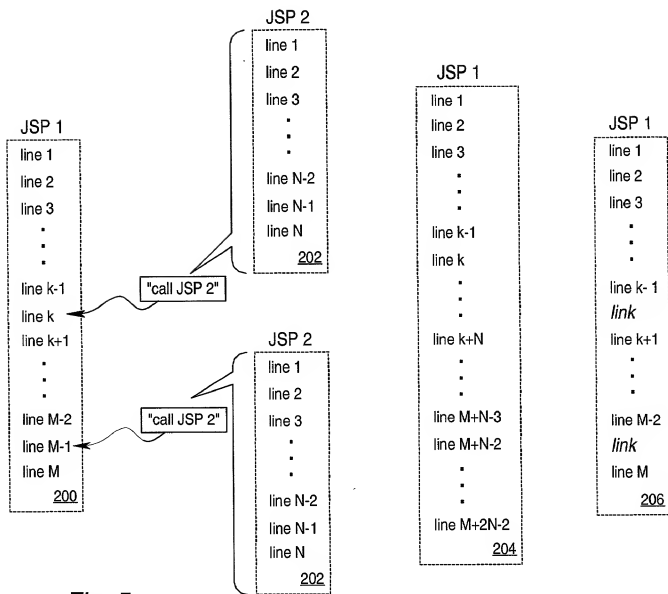 JSP 1
line 1
line 2
line 3
line k-1
line k
line k+1
line M-2
line M-1
line M
200
JSP 2
line 1
line 2
line 3
line N-2
line N-1
line N
202
"call JSP 2"
JSP 2
line 1
line 2
line 3
line N-2
line N-1
line N
202
"call JSP 2"
JSP 1
line 1
line 2
line 3
line k-1
line k
line k+N
line M+N-3
line M+N-2
line M+2N-2
204
JSP 1
line 1
line 2
line 3
line k-1
link
line k+1
line M-2
link
line M
206